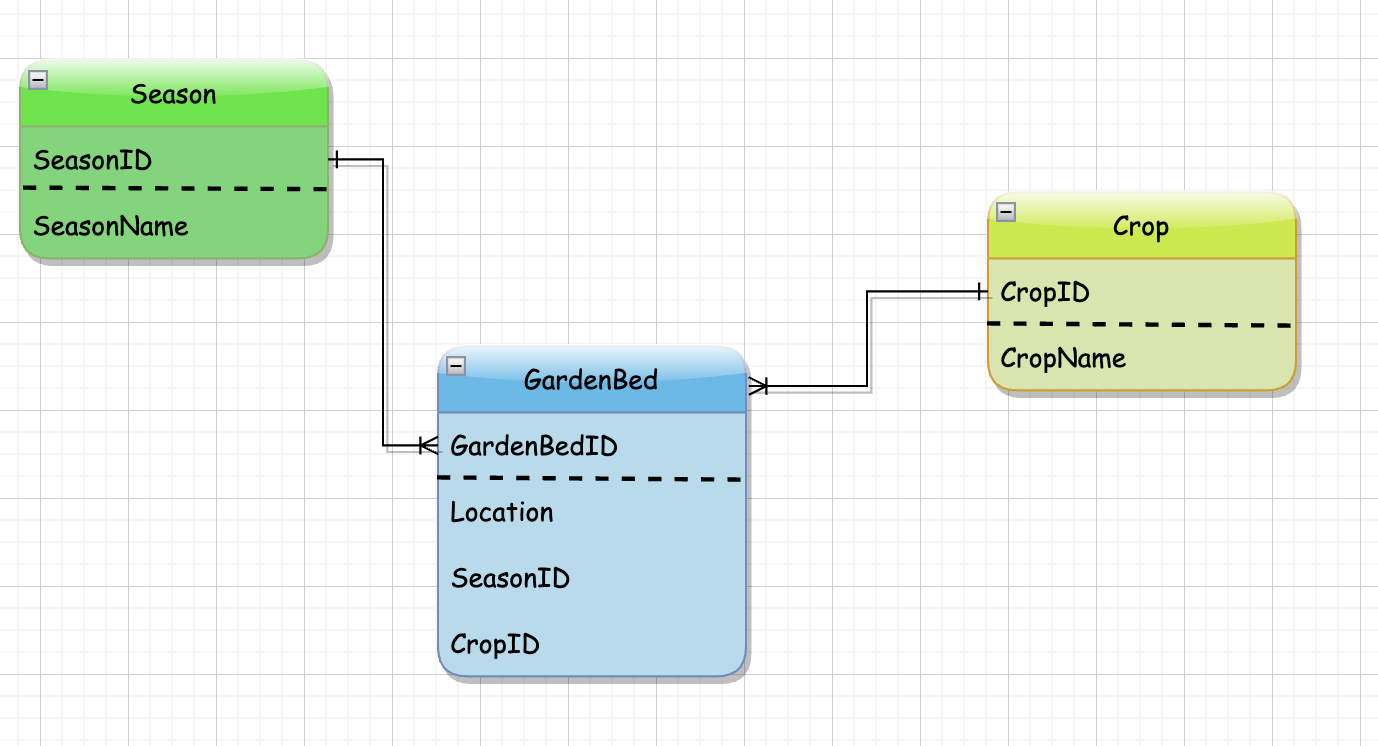 Season
SeasonID
SeasonName
Crop
CropID
CropName
GardenBed
GardenBedID
Location
SeasonID
CropID